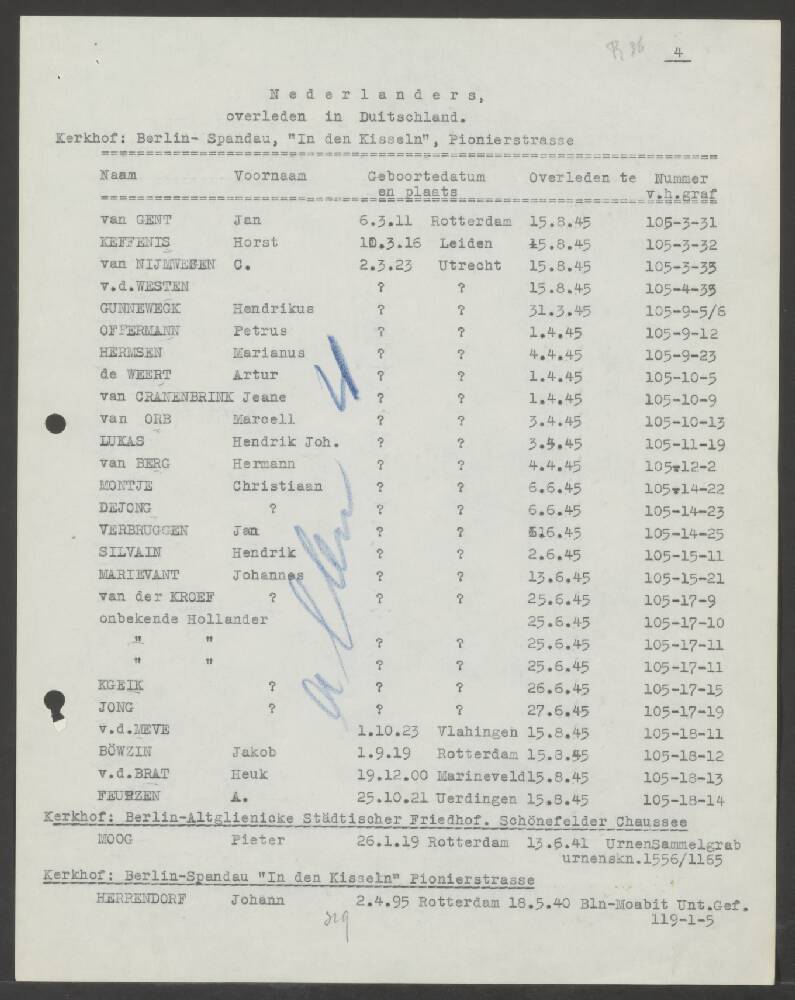 R 36
4
Nederlanders,
overleden in Duitschland.
Kerkhof: Berlin- Spandau, "In den Kisseln", Pionierstrasse
Naam Voornaam Geboortedatum Overleden te Nummer
en plaats v.h.graf
van GENT Jan 6.3.11 Rotterdam 15.8.45 105-3-31
KEFFENIS Horst 10.3.16 Leiden 15.8.45 105-3-32
van NIJMWEGEN C. 2.3.23 Utrecht 15.8.45 105-3-33
v.d.WESTEN ? ? 15.8.45 105-4-33
GUNNEWEGK Hendrikus ? ? 31.3.45 105-9-5/6
OFFERMANN Petrus ? ? 1.4.45 105-9-12
HERMSEN Marianus ? ? 4.4.45 105-9-23
de WEERT Artur ? ? 1.4.45 105-10-5
van CRANENBRINK Jeane ? ? 1.4.45 105-10-9
van ORB Marcell ? ? 3.4.45 105-10-13
LUKAS Hendrik Joh. ? ? 3.5.45 105-11-19
van BERG Hermann ? ? 4.4.45 105-12-2
MONTJE Christiaan ? ? 6.6.45 105-14-22
DEJONG ? ? ? 6.6.45 105-14-23
VERBRUGGEN Jan ? ? 616.45 105-14-25
SILVAIN Hendrik ? ? 2.6.45 105-15-11
MARIEVANT Johannes ? ? 13.6.45 105-15-21
van der KROEF ? ? ? 25.6.45 105-17-9
onbekende Hollander 25.6.45 105-17-10
" " ? ? 25.6.45 105-17-11
" " ? ? 25.6.45 105-17-11
KGEIK ? ? ? 26.6.45 105-17-15
JONG ? ? ? 27.6.45 105-17-19
v.d.MEVE 1.10.23 Vlahingen 15.8.45 105-18-11
BÖWZIN Jakob 1.9.19 Rotterdam 15.8.45 105-18-12
v.d.BRAT Heuk 19.12.00 Marineveld15.8.45 105-18-13
FEURZEN A. 25.10.21 Uerdingen 15.8.45 105-18-14
Kerkhof: Berlin-Altglienicke Städtischer Friedhof. Schönefelder Chaussee
MOOG Pieter 26.1.19 Rotterdam 13.6.41 UrnenSammelgrab
urnenskn.1556/1165
Kerkhof: Berlin-Spandau "In den Kisseln" Pionierstrasse
HERRENDORF Johann 2.4.95 Rotterdam 18.5.40 Bln-Moabit Unt.Gef.
119-1-5